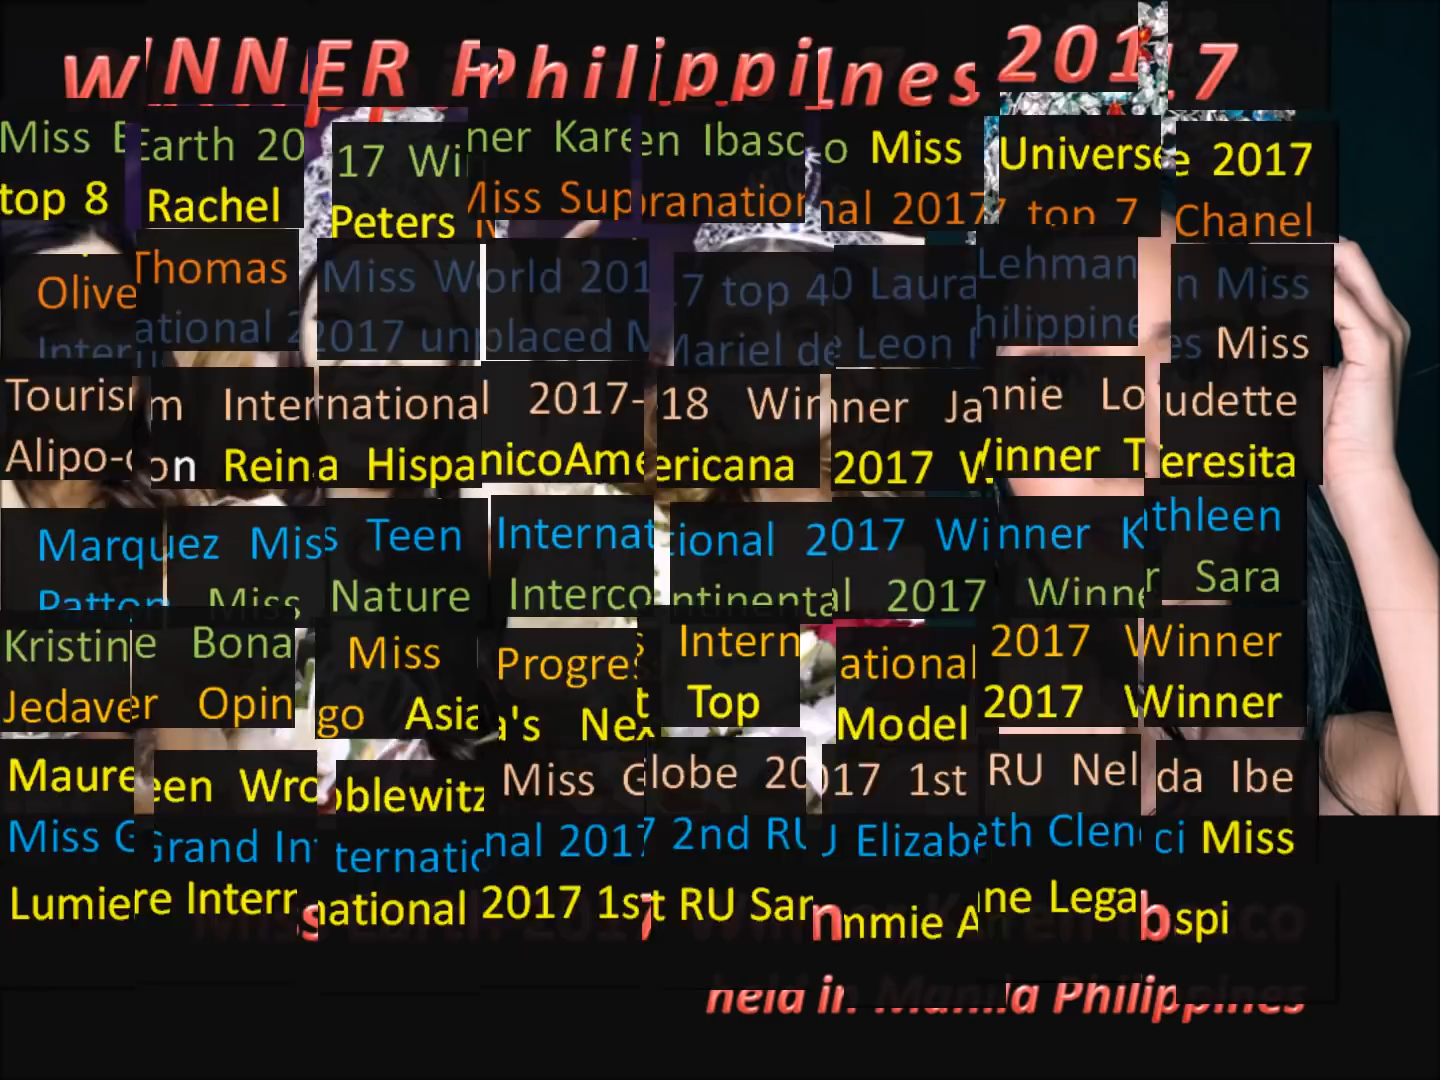 WINNER Philippines 2017
Miss Earth 2017 Winner Karen Ibasco Miss Universe 2017
top 8 Rachel Peters Miss Supranational 2017 top 7 Chanel
Olive Thomas Miss World 2017 top 40 Laura Lehmann Miss
International 2017 unplaced Mariel de Leon Philippines Miss
Tourism International 2017-18 Winner Jannie Loudette
Alipo-on Reina HispanicoAmericana 2017 Winner Teresita
Marquez Miss Teen International 2017 Winner Kathleen
Patton Miss Nature Intercontinental 2017 Winner Sara
Kristine Bona Miss Progress International 2017 Winner
Jedaver Opingo Asia's Next Top Model 2017 Winner
Maureen Wroblewitz Miss Globe 2017 1st RU Nelda Ibe
Miss Grand International 2017 2nd RU Elizabeth Clenci Miss
Lumiere International 2017 1st RU Sammie Anne Legaspi
held in Manila Philippines